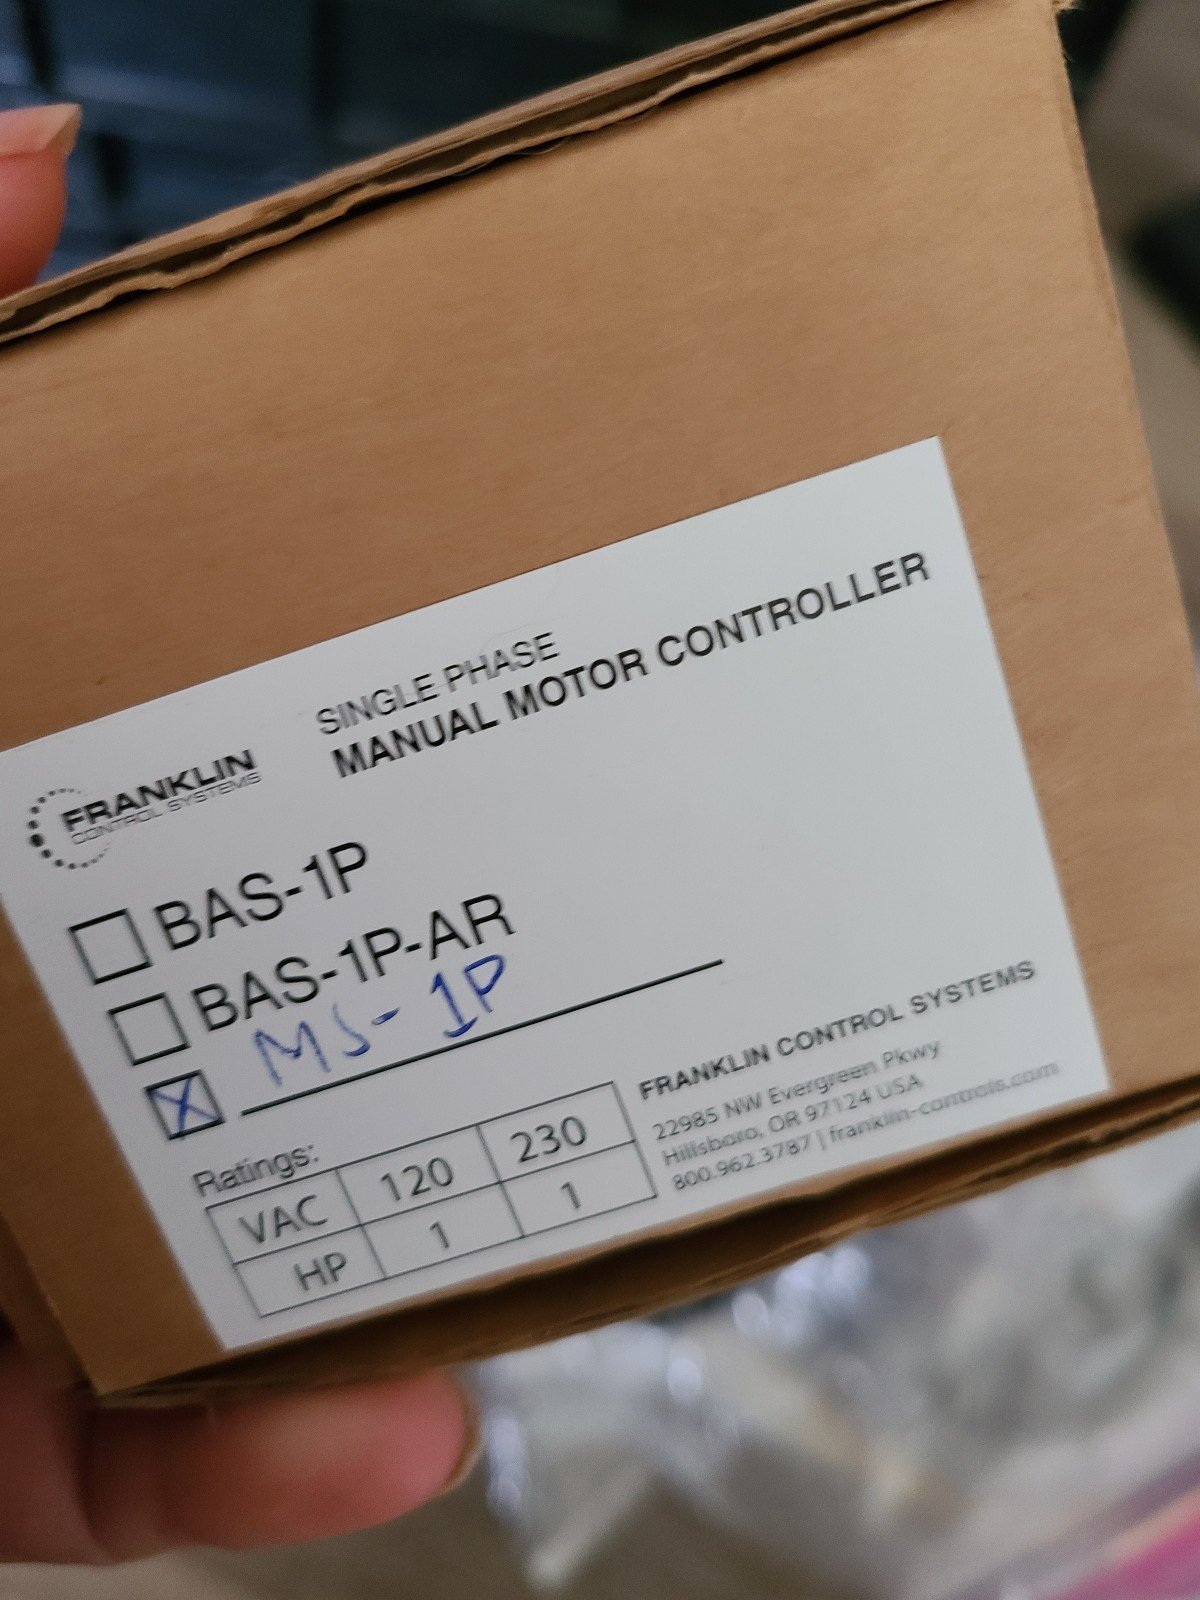 SINGLE PHASE
MANUAL MOTOR CONTROLLER
FRANKLIN
CONTROL SYSTEMS
BAS-1P
BAS-1P-AR
X MS-1P
Ratings:
VAC 120 230
HP 1 1
FRANKLIN CONTROL SYSTEMS
22985 NW Evergreen Pkwy
Hillsboro, OR 97124 USA
800.962.3787 | franklin-controls.com